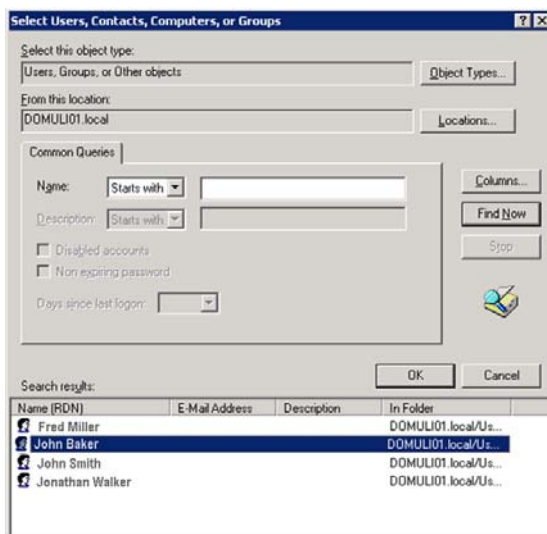 Select Users, Contacts, Computers, or Groups
Select this object type:
Users, Groups, or Other objects
Object Types...
From this location:
DOMULI01.local
Locations...
Common Queries
Name: Starts with
Columns...
Description: Starts with
Find Now
Disabled accounts
Stop
Non expiring password
Days since last logon:
OK Cancel
Search results:
Name (RDN) E-Mail Address Description In Folder
Fred Miller DOMULI01.local/Us...
John Baker DOMULI01.local/Us...
John Smith DOMULI01.local/Us...
Jonathan Walker DOMULI01.local/Us...